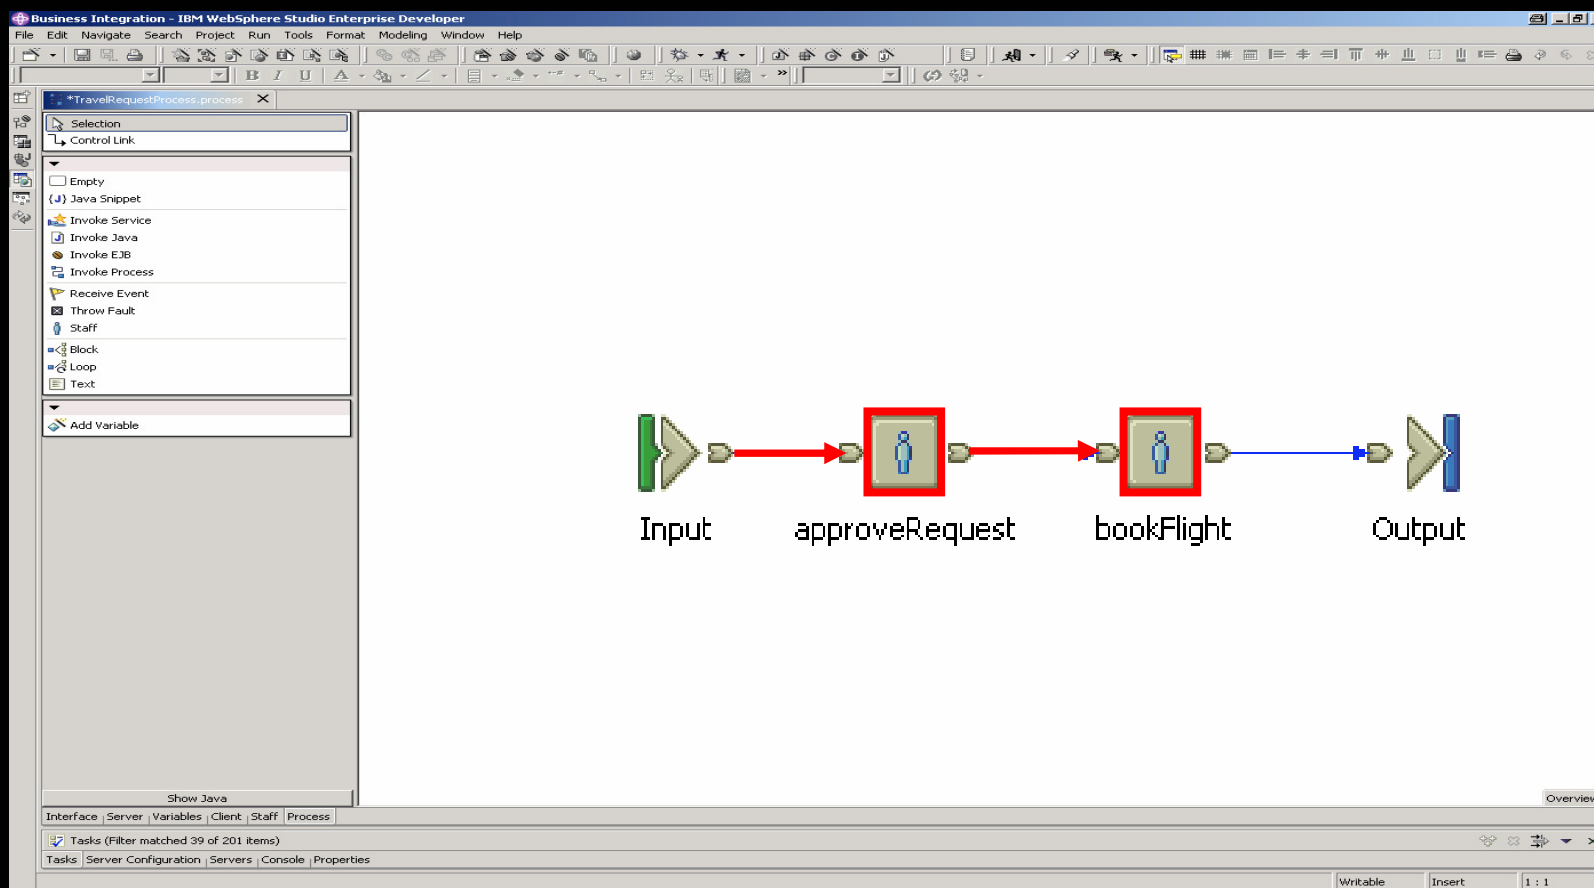 Business Integration - IBM WebSphere Studio Enterprise Developer
File Edit Navigate Search Project Run Tools Format Modeling Window Help
B I U A
*TravelRequestProcess.process
Selection
Control Link
Empty
{J} Java Snippet
Invoke Service
Invoke Java
Invoke EJB
Invoke Process
Receive Event
Throw Fault
Staff
Block
Loop
Text
Add Variable
Input approveRequest bookFlight Output
Show Java
Overview
Interface Server Variables Client Staff Process
Tasks (Filter matched 39 of 201 items)
Tasks Server Configuration Servers Console Properties
Writable Insert 1 : 1